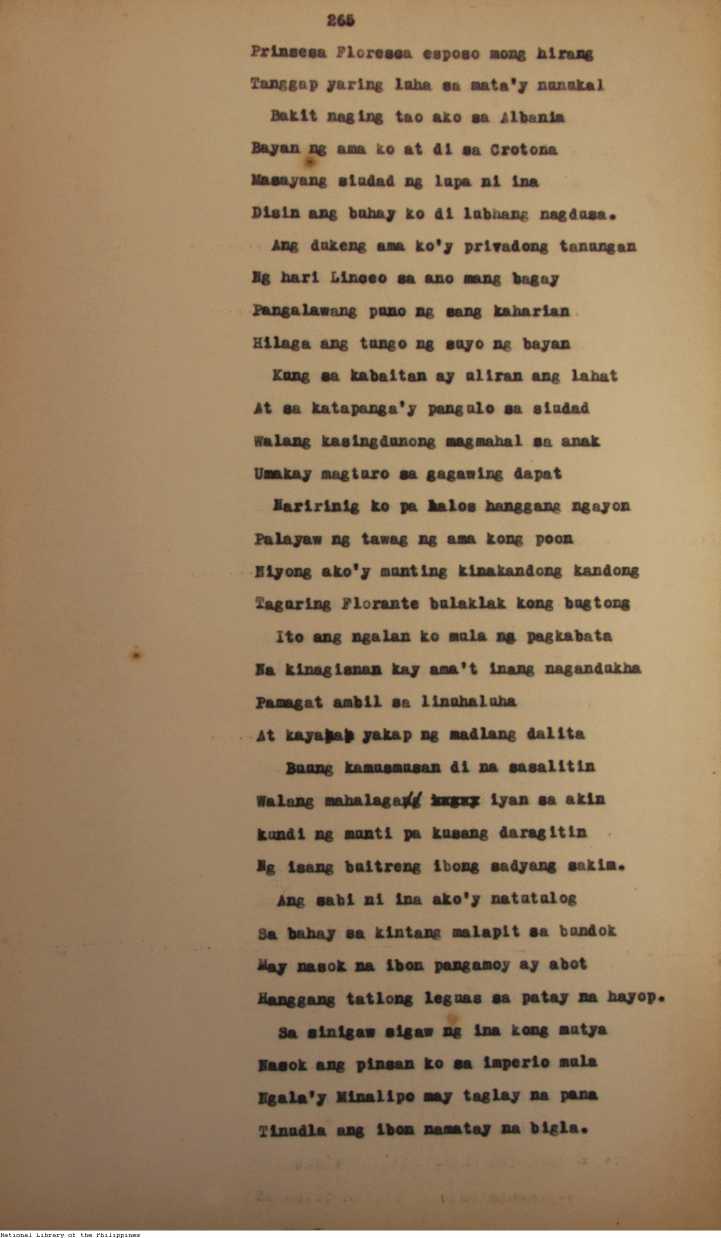 265
Prinsesa Floresca esposo mong hirang
Tanggap yaring luha sa mata'y nunukal
Bakit naging tao ako sa Albania
Bayan ng ama ko at di sa Crotona
Masayang siudad ng lupa ni ina
Disin ang buhay ko di lubhang nagdusa.
Ang dukeng ama ko'y privadong tanungan
Ng hari Linceo sa ano mang bagay
Pangalawang puno ng sang kaharian
Hilaga ang tungo ng suyo ng bayan
Kung sa kabaitan ay uliran ang lahat
At sa katapanga'y pangulo sa siudad
Walang kasingdunong magmahal sa anak
Umakay magturo sa gagawing dapat
Naririnig ko pa halos hanggang ngayon
Palayaw ng tawag ng ama kong poon
Niyong ako'y munting kinakandong kandong
Taguring Florante bulaklak kong bugtong
Ito ang ngalan ko mula ng pagkabata
Na kinagisnan kay ama't inang nagandukha
Pamagat ambil sa linuhaluha
At kayakap yakap ng madlang dalita
Buung kamusmusan di na sasalitin
Walang mahalaga iyan sa akin
kundi ng munti pa kusang daragitin
Ng isang buitreng ibong sadyang sakim.
Ang sabi ni ina ako'y natutulog
Sa bahay sa kintang malapit sa bundok
May nasok na ibon pangamoy ay abot
Hanggang tatlong leguas sa patay na hayop.
Sa sinigaw sigaw ng ina kong mutya
Nasok ang pinsan ko sa imperio mula
Ngala'y Minalipo may taglay na pana
Tinudla ang ibon namatay na bigla.
National Library of the Philippines